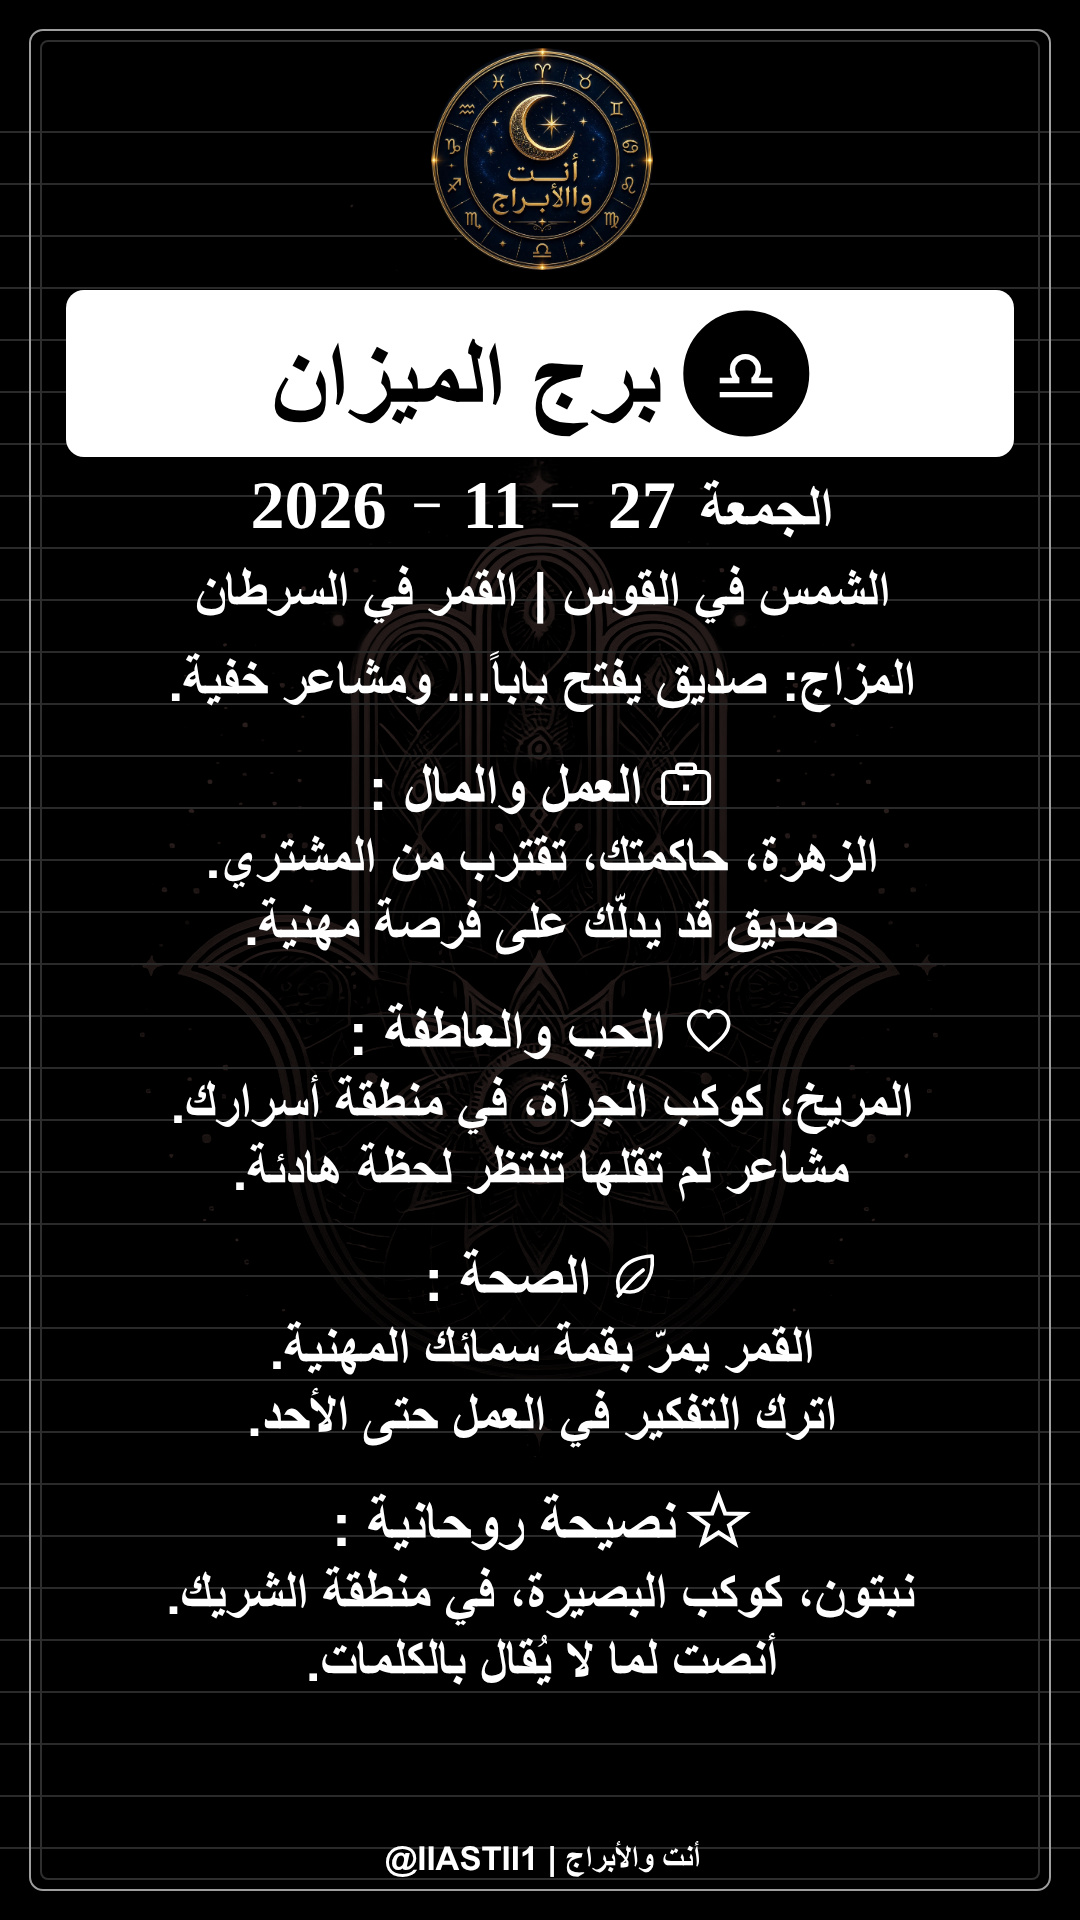 أنت
واالأبراج
برج الميزان
الجمعة 27 - 11 - 2026
الشمس في القوس | القمر في السرطان
المزاج: صديق يفتح باباً... ومشاعر خفية.
العمل والمال :
الزهرة، حاكمتك، تقترب من المشتري.
صديق قد يدلّك على فرصة مهنية.
الحب والعاطفة :
المريخ، كوكب الجرأة، في منطقة أسرارك.
مشاعر لم تقلها تنتظر لحظة هادئة.
الصحة :
القمر يمرّ بقمة سمائك المهنية.
اترك التفكير في العمل حتى الأحد.
نصيحة روحانية :
نبتون، كوكب البصيرة، في منطقة الشريك.
أنصت لما لا يُقال بالكلمات.
أنت والأبراج | @IIASTII1